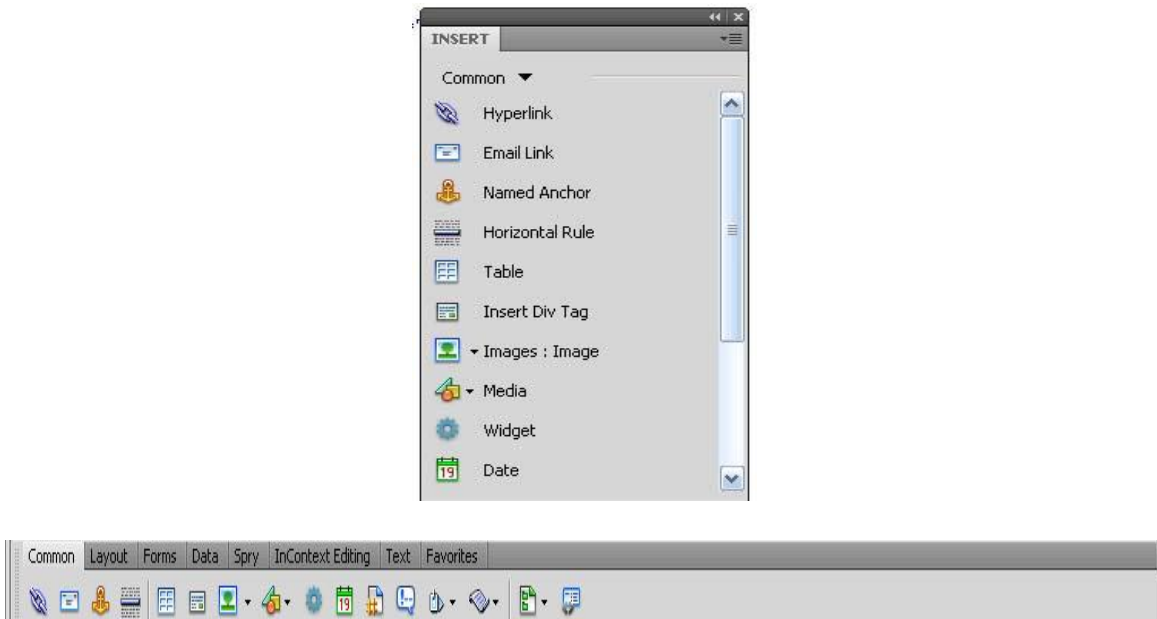 INSERT
Common
Hyperlink
Email Link
Named Anchor
Horizontal Rule
Table
Insert Div Tag
Images : Image
Media
Widget
19 Date
Common Layout Forms Data Spry InContext Editing Text Favorites
19